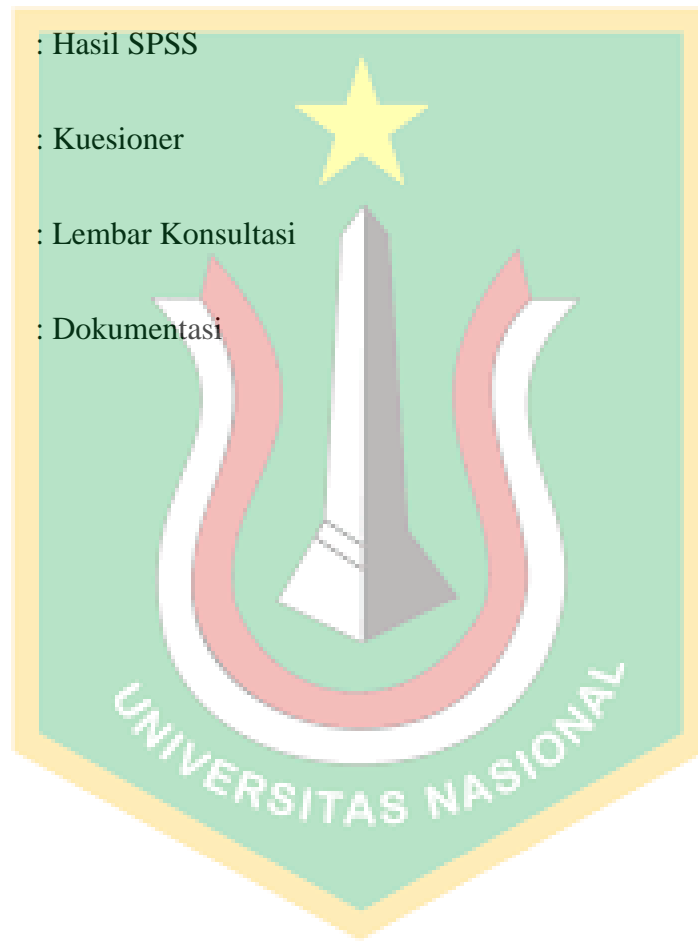 : Hasil SPSS
: Kuesioner
: Lembar Konsultasi
: Dokumentasi
UNIVERSITAS NASIONAL